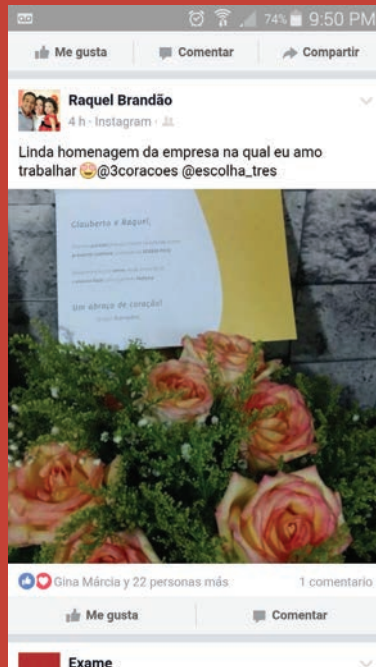 74% 9:50 PM
Me gusta Comentar Compartir
Raquel Brandão
4 h · Instagram ·
Linda homenagem da empresa na qual eu amo
trabalhar @3coracoes @escolha_tres
Glauberto e Raquel,
Um abraço de coração!
Gina Márcia y 22 personas más 1 comentario
Me gusta Comentar
Exame